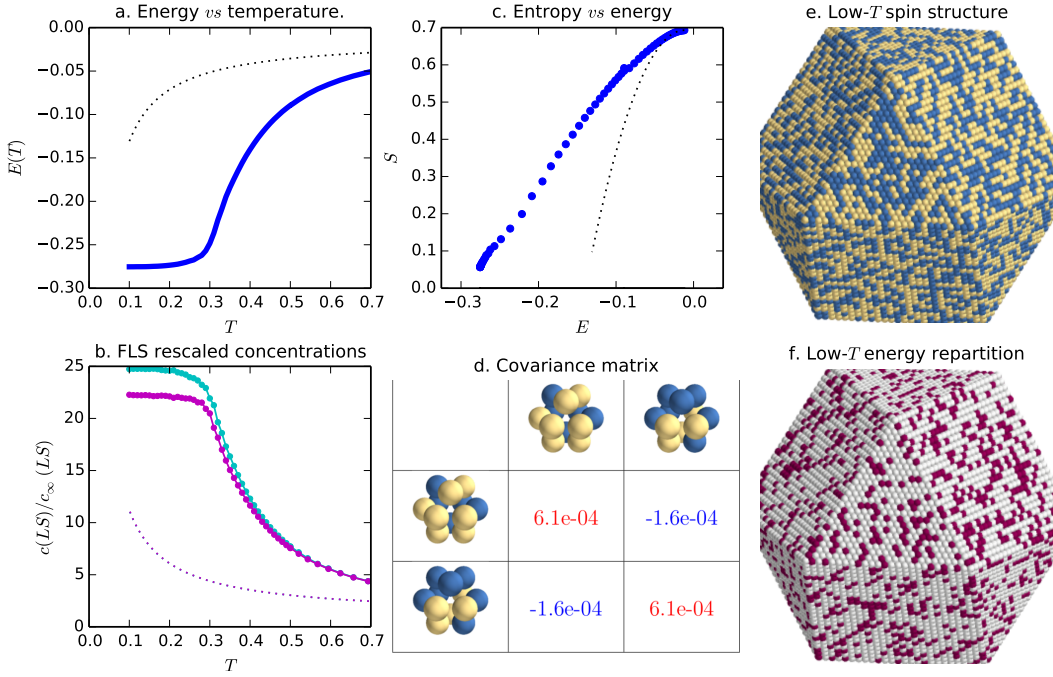 a. Energy vs temperature.
0.00
−0.05
−0.10
−0.15
−0.20
−0.25
−0.30
E(T)
0.0 0.1 0.2 0.3 0.4 0.5 0.6 0.7
T
b. FLS rescaled concentrations
25
20
15
10
5
0
c(LS)/c∞ (LS)
0.0 0.1 0.2 0.3 0.4 0.5 0.6 0.7
T
c. Entropy vs energy
0.7
0.6
0.5
0.4
0.3
0.2
0.1
0.0
S
−0.3 −0.2 −0.1 0.0
E
d. Covariance matrix
6.1e-04 -1.6e-04
-1.6e-04 6.1e-04
e. Low-T spin structure
f. Low-T energy repartition